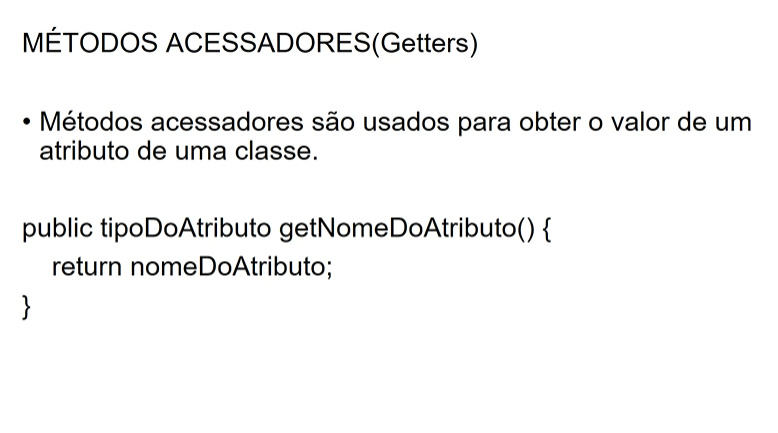 MÉTODOS ACESSADORES(Getters)
• Métodos acessadores são usados para obter o valor de um
atributo de uma classe.
public tipoDoAtributo getNomeDoAtributo() {
return nomeDoAtributo;
}